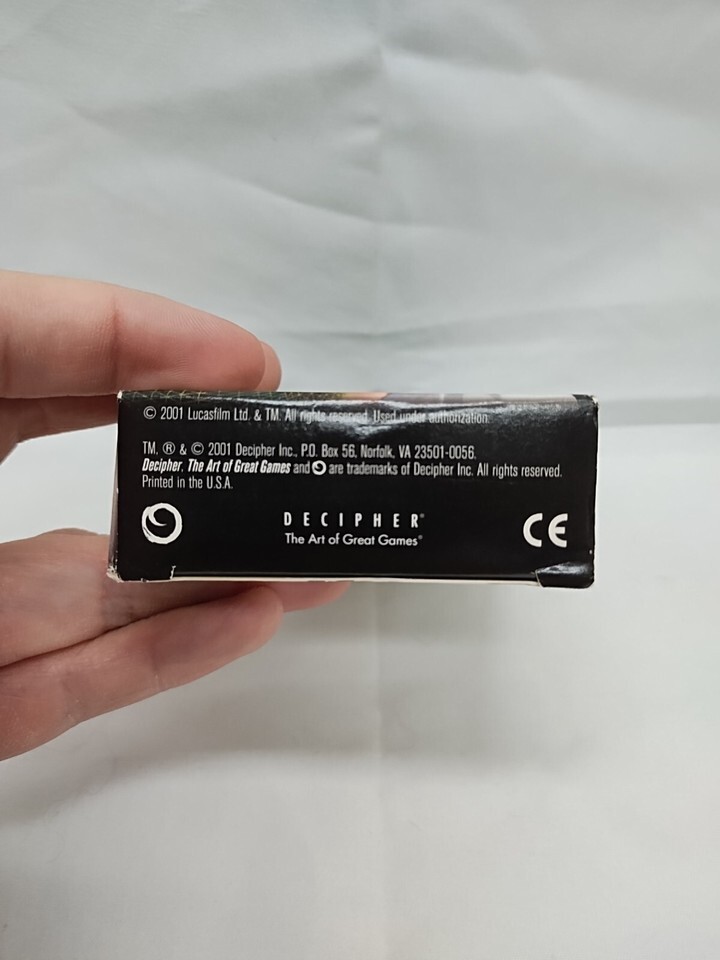 © 2001 Lucasfilm Ltd. & TM. All rights reserved. Used under authorization.
TM, ® & © 2001 Decipher Inc., P.O. Box 56, Norfolk, VA 23501-0056.
Decipher, The Art of Great Games and are trademarks of Decipher Inc. All rights reserved.
Printed in the U.S.A.
DECIPHER®
The Art of Great Games®
CE